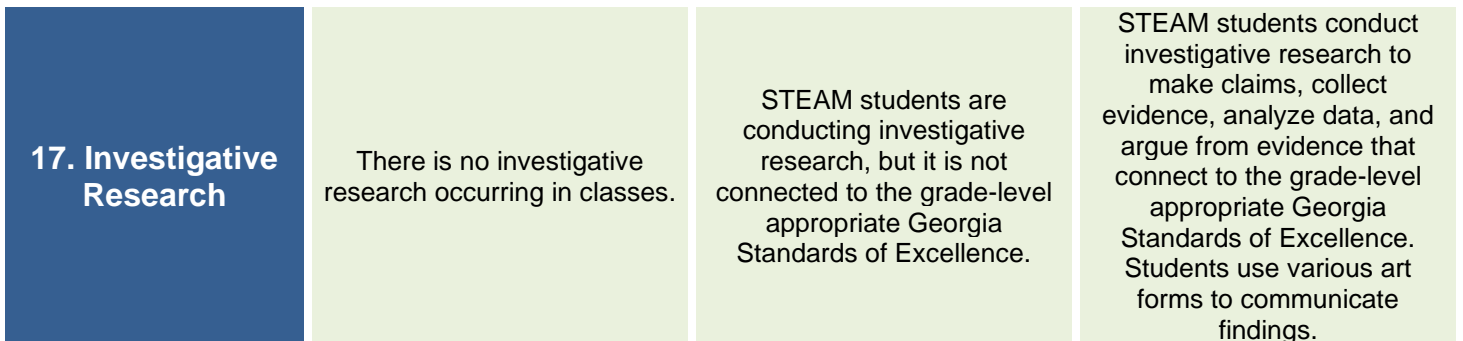 17. Investigative
Research
There is no investigative
research occurring in classes.
STEAM students are
conducting investigative
research, but it is not
connected to the grade-level
appropriate Georgia
Standards of Excellence.
STEAM students conduct
investigative research to
make claims, collect
evidence, analyze data, and
argue from evidence that
connect to the grade-level
appropriate Georgia
Standards of Excellence.
Students use various art
forms to communicate
findings.